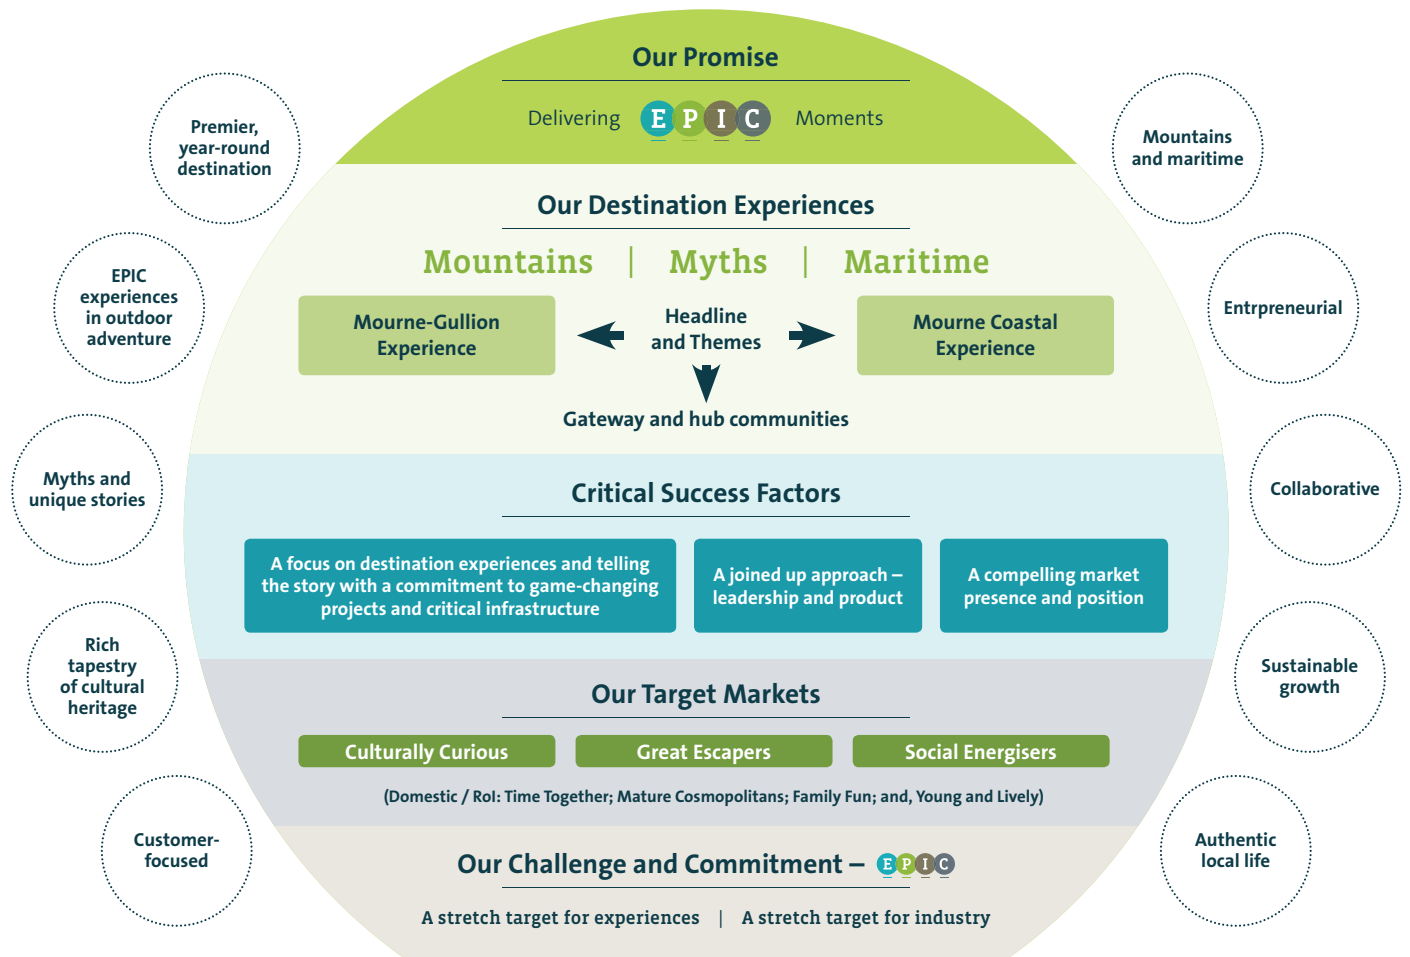 Our Promise
Delivering EPIC Moments
Our Destination Experiences
Mountains | Myths | Maritime
Mourne-Gullion
Experience
Headline
and Themes
Mourne Coastal
Experience
Gateway and hub communities
Critical Success Factors
A focus on destination experiences and telling
the story with a commitment to game-changing
projects and critical infrastructure
A joined up approach –
leadership and product
A compelling market
presence and position
Our Target Markets
Culturally Curious
Great Escapers
Social Energisers
(Domestic / RoI: Time Together; Mature Cosmopolitans; Family Fun; and, Young and Lively)
Our Challenge and Commitment – EPIC
A stretch target for experiences | A stretch target for industry
Premier,
year-round
destination
EPIC
experiences
in outdoor
adventure
Myths and
unique stories
Rich
tapestry
of cultural
heritage
Customer-
focused
Mountains
and maritime
Entrpreneurial
Collaborative
Sustainable
growth
Authentic
local life